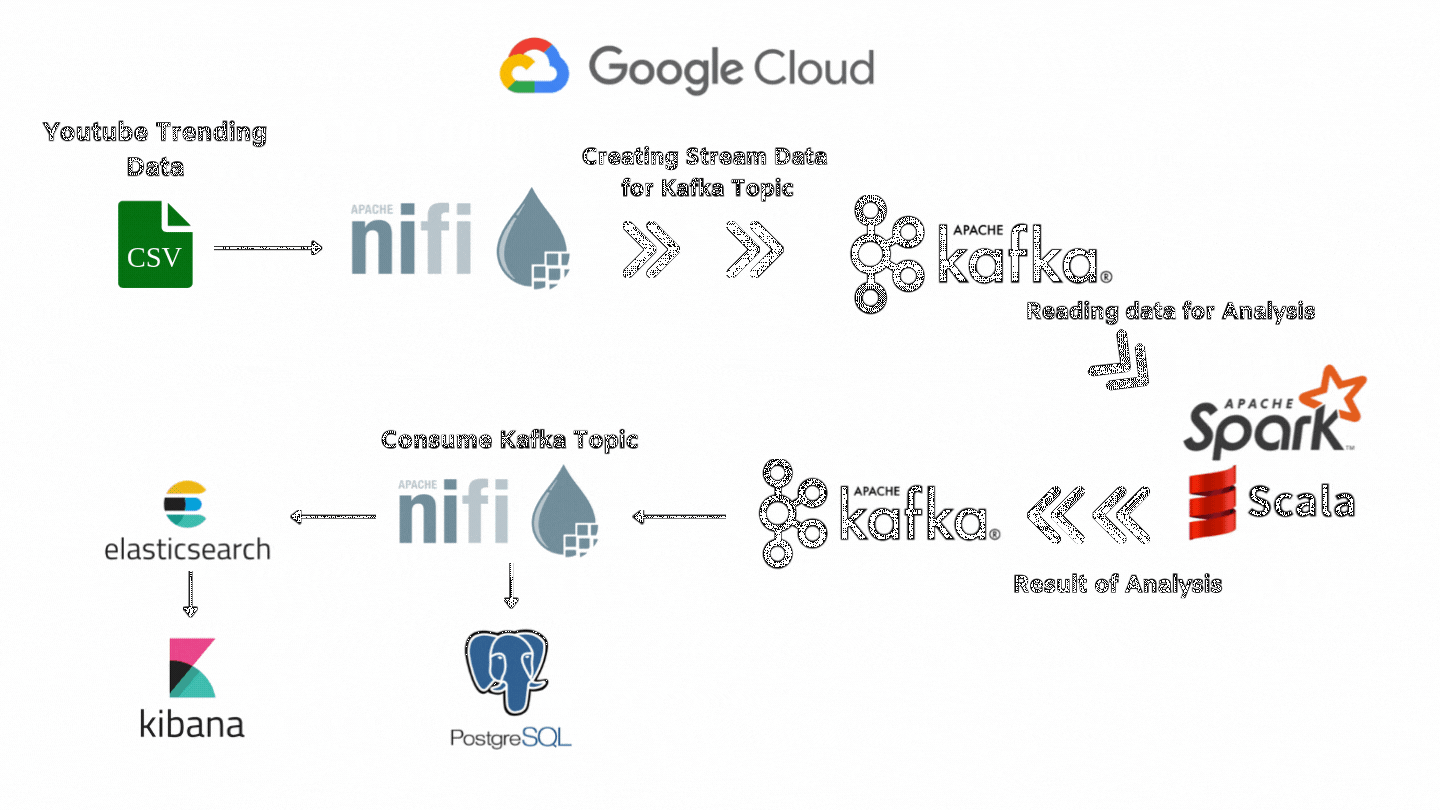 Google Cloud
Youtube Trending
Data
CSV
APACHE
nifi
Creating Stream Data
for Kafka Topic
APACHE
kafka®
Reading data for Analysis
APACHE
Spark™
Scala
Result of Analysis
APACHE
kafka®
Consume Kafka Topic
APACHE
nifi
elasticsearch
kibana
PostgreSQL